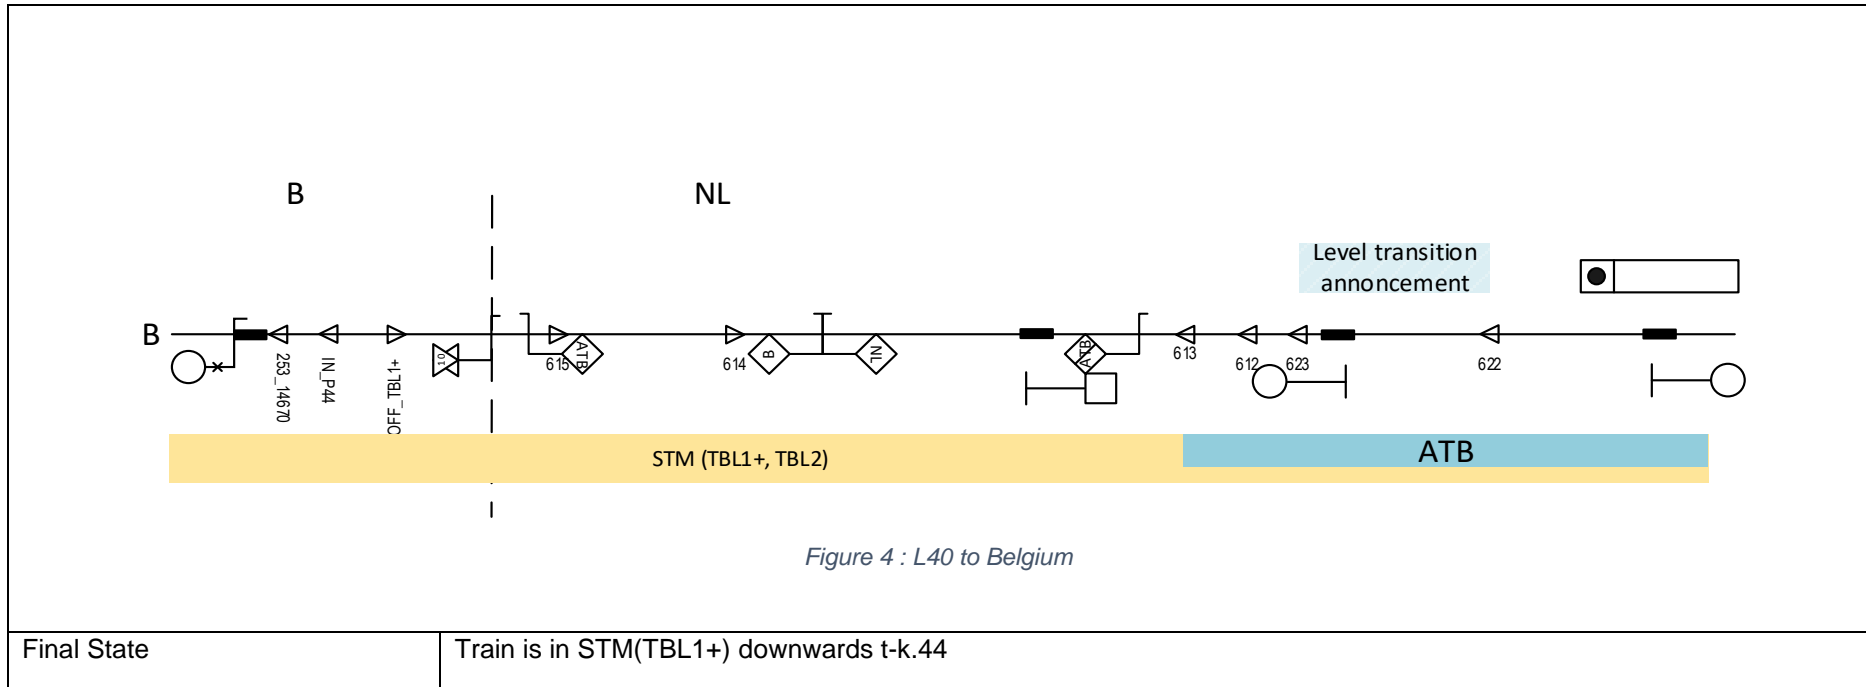 B
NL
Level transition
annoncement
B
253_14670
IN_P44
OFF_TBL1+
10
615
ATB
614
B
NL
ATB
613
612
623
622
STM (TBL1+, TBL2)
ATB
Figure 4 : L40 to Belgium
Final State
Train is in STM(TBL1+) downwards t-k.44